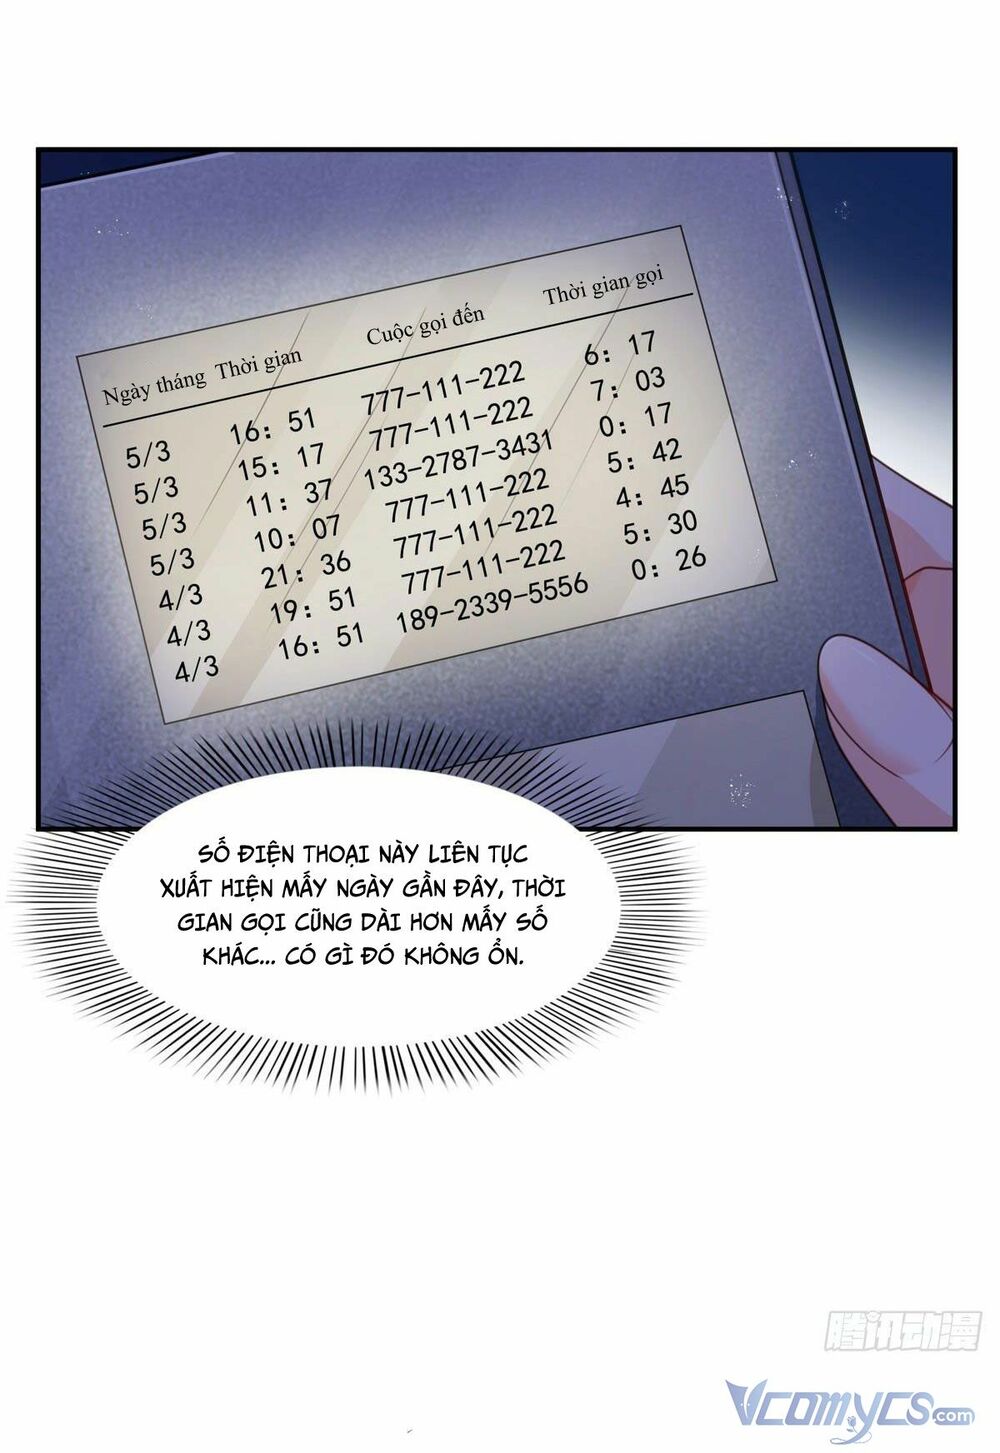 Ngày tháng Thời gian Cuộc gọi đến Thời gian gọi
5/3 16: 51 777-111-222 6: 17
5/3 15: 17 777-111-222 7: 03
5/3 11: 37 133-2787-3431 0: 17
5/3 10: 07 777-111-222 5: 42
4/3 21: 36 777-111-222 4: 45
4/3 19: 51 777-111-222 5: 30
4/3 16: 51 189-2339-5556 0: 26
SỐ ĐIỆN THOẠI NÀY LIÊN TỤC
XUẤT HIỆN MẤY NGÀY GẦN ĐÂY, THỜI
GIAN GỌI CŨNG DÀI HƠN MẤY SỐ
KHÁC... CÓ GÌ ĐÓ KHÔNG ỔN.
腾讯动漫
VCOMYCS.com